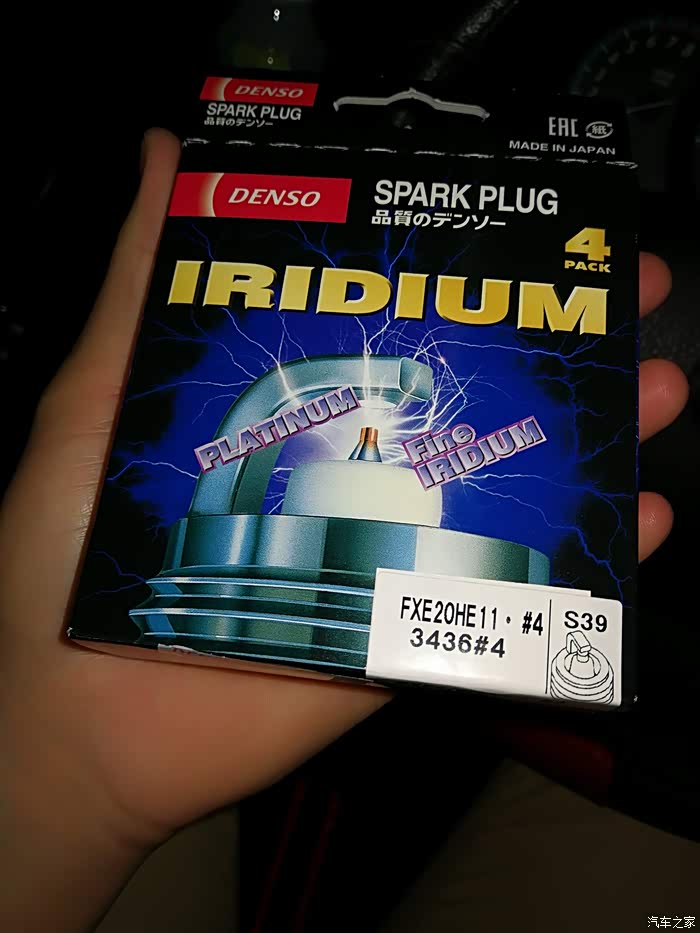 DENSO
SPARK PLUG
品質のデンソー
EAC 紙
MADE IN JAPAN
DENSO
SPARK PLUG
品質のデンソー
4
PACK
IRIDIUM
PLATINUM
Fine
IRIDIUM
FXE20HE11・#4
3436#4
S39
汽车之家